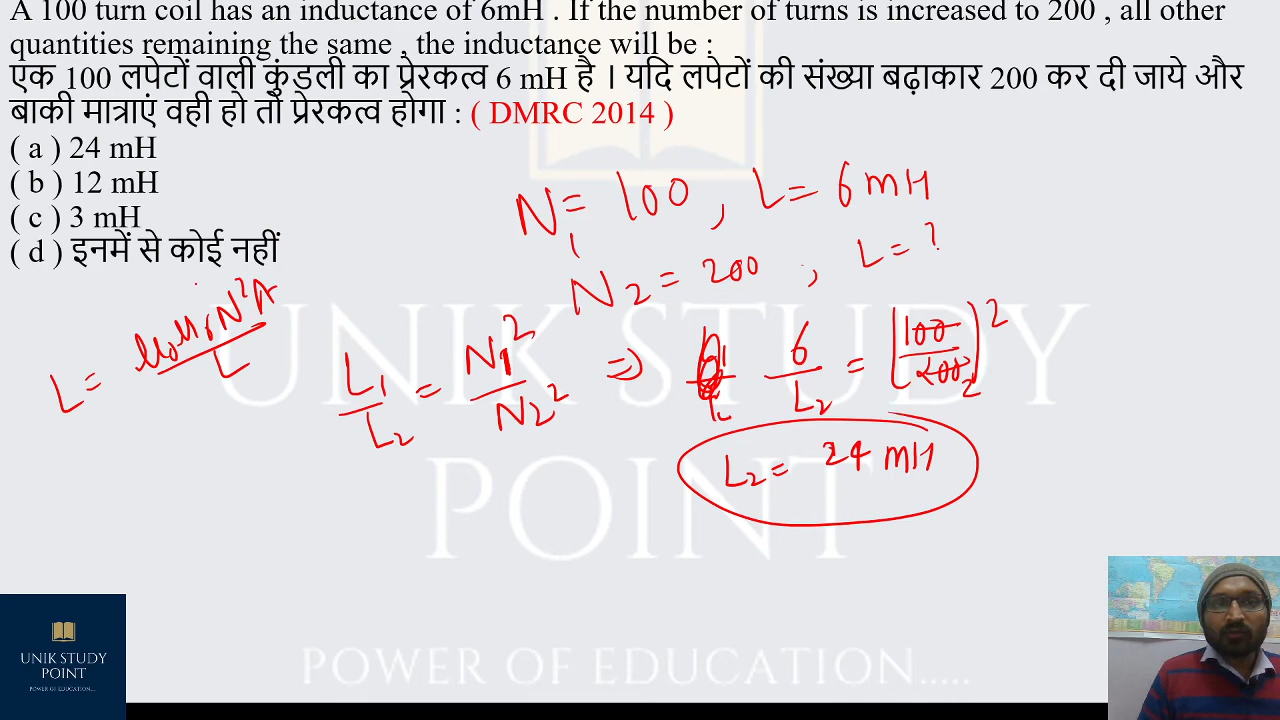 A 100 turn coil has an inductance of 6mH . If the number of turns is increased to 200 , all other
quantities remaining the same , the inductance will be :
एक 100 लपेटों वाली कुंडली का प्रेरकत्व 6 mH है । यदि लपेटों की संख्या बढ़ाकार 200 कर दी जाये और
बाकी मात्राएं वही हो तो प्रेरकत्व होगा : ( DMRC 2014 )
( a ) 24 mH
( b ) 12 mH
( c ) 3 mH
( d ) इनमें से कोई नहीं
N₁ = 100 , L = 6 mH
N₂ = 200 , L = ?
L = μ₀μᵣN²A / L
L₁ / L₂ = N₁² / N₂² ⇒ 6 / L₂ = (100 / 200)²
L₂ = 24 mH
UNIK STUDY
POINT
POWER OF EDUCATION.....
UNIK STUDY
POINT
POWER OF EDUCATION....